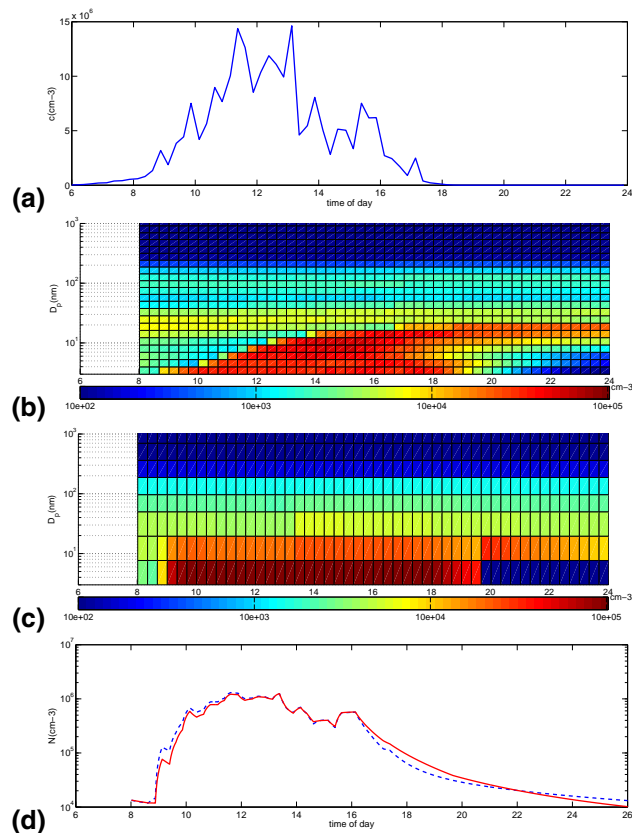 x 10^6
15
10
5
0
c(cm−3)
6 8 10 12 14 16 18 20 22 24
time of day
(a)
10^3
10^2
10^1
D_p(nm)
6 8 10 12 14 16 18 20 22 24
cm−3
10e+02 10e+03 10e+04 10e+05
(b)
10^3
10^2
10^1
D_p(nm)
6 8 10 12 14 16 18 20 22 24
cm−3
10e+02 10e+03 10e+04 10e+05
(c)
10^7
10^6
10^5
10^4
N(cm−3)
6 8 10 12 14 16 18 20 22 24 26
time of day
(d)